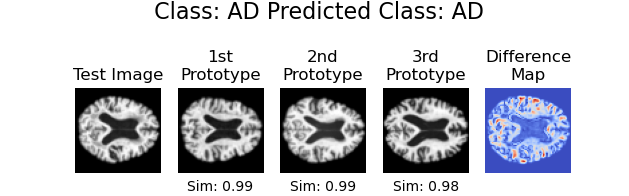 Class: AD Predicted Class: AD
Test Image
1st
Prototype
2nd
Prototype
3rd
Prototype
Difference
Map
Sim: 0.99
Sim: 0.99
Sim: 0.98